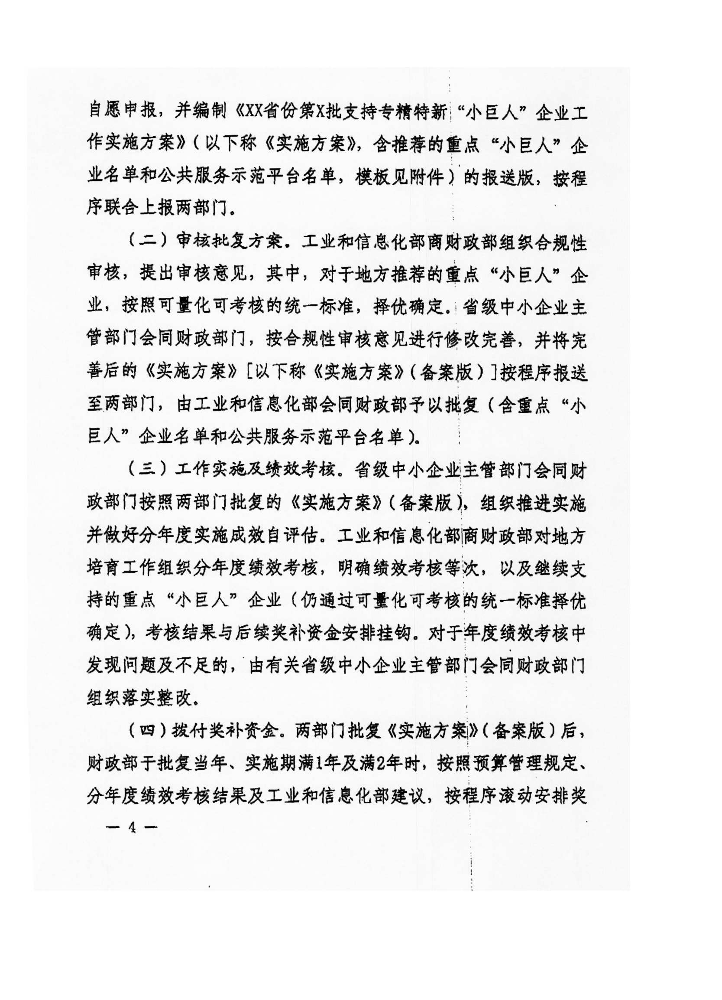 自愿申报，并编制《XX省份第X批支持专精特新“小巨人”企业工
作实施方案》（以下称《实施方案》，含推荐的重点“小巨人”企
业名单和公共服务示范平台名单，模板见附件）的报送版，按程
序联合上报两部门。
（二）审核批复方案。工业和信息化部商财政部组织合规性
审核，提出审核意见，其中，对于地方推荐的重点“小巨人”企
业，按照可量化可考核的统一标准，择优确定。省级中小企业主
管部门会同财政部门，按合规性审核意见进行修改完善，并将完
善后的《实施方案》[以下称《实施方案》（备案版）]按程序报送
至两部门，由工业和信息化部会同财政部予以批复（含重点“小
巨人”企业名单和公共服务示范平台名单）。
（三）工作实施及绩效考核。省级中小企业主管部门会同财
政部门按照两部门批复的《实施方案》（备案版），组织推进实施
并做好分年度实施成效自评估。工业和信息化部商财政部对地方
培育工作组织分年度绩效考核，明确绩效考核等次，以及继续支
持的重点“小巨人”企业（仍通过可量化可考核的统一标准择优
确定），考核结果与后续奖补资金安排挂钩。对于年度绩效考核中
发现问题及不足的，由有关省级中小企业主管部门会同财政部门
组织落实整改。
（四）拨付奖补资金。两部门批复《实施方案》（备案版）后，
财政部于批复当年、实施期满1年及满2年时，按照预算管理规定、
分年度绩效考核结果及工业和信息化部建议，按程序滚动安排奖
— 4 —